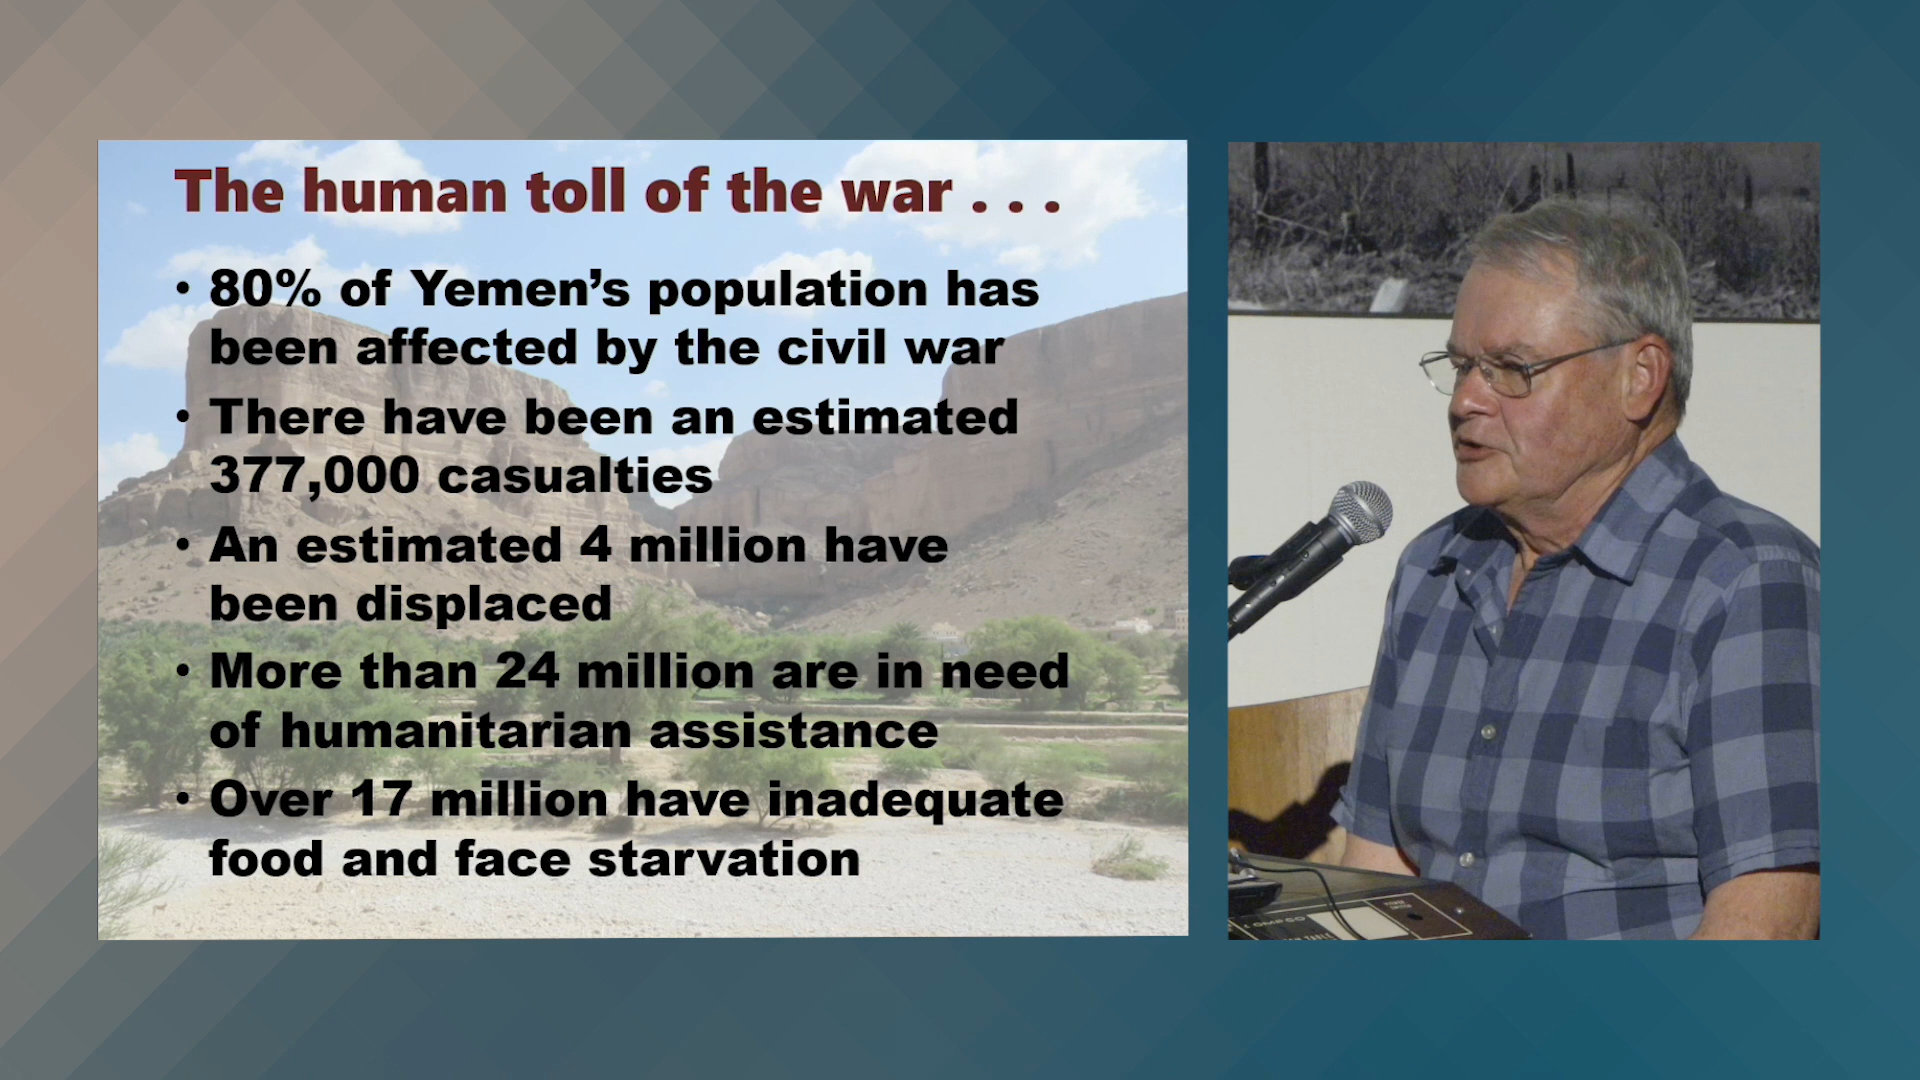 The human toll of the war . . .
• 80% of Yemen’s population has
been affected by the civil war
• There have been an estimated
377,000 casualties
• An estimated 4 million have
been displaced
• More than 24 million are in need
of humanitarian assistance
• Over 17 million have inadequate
food and face starvation